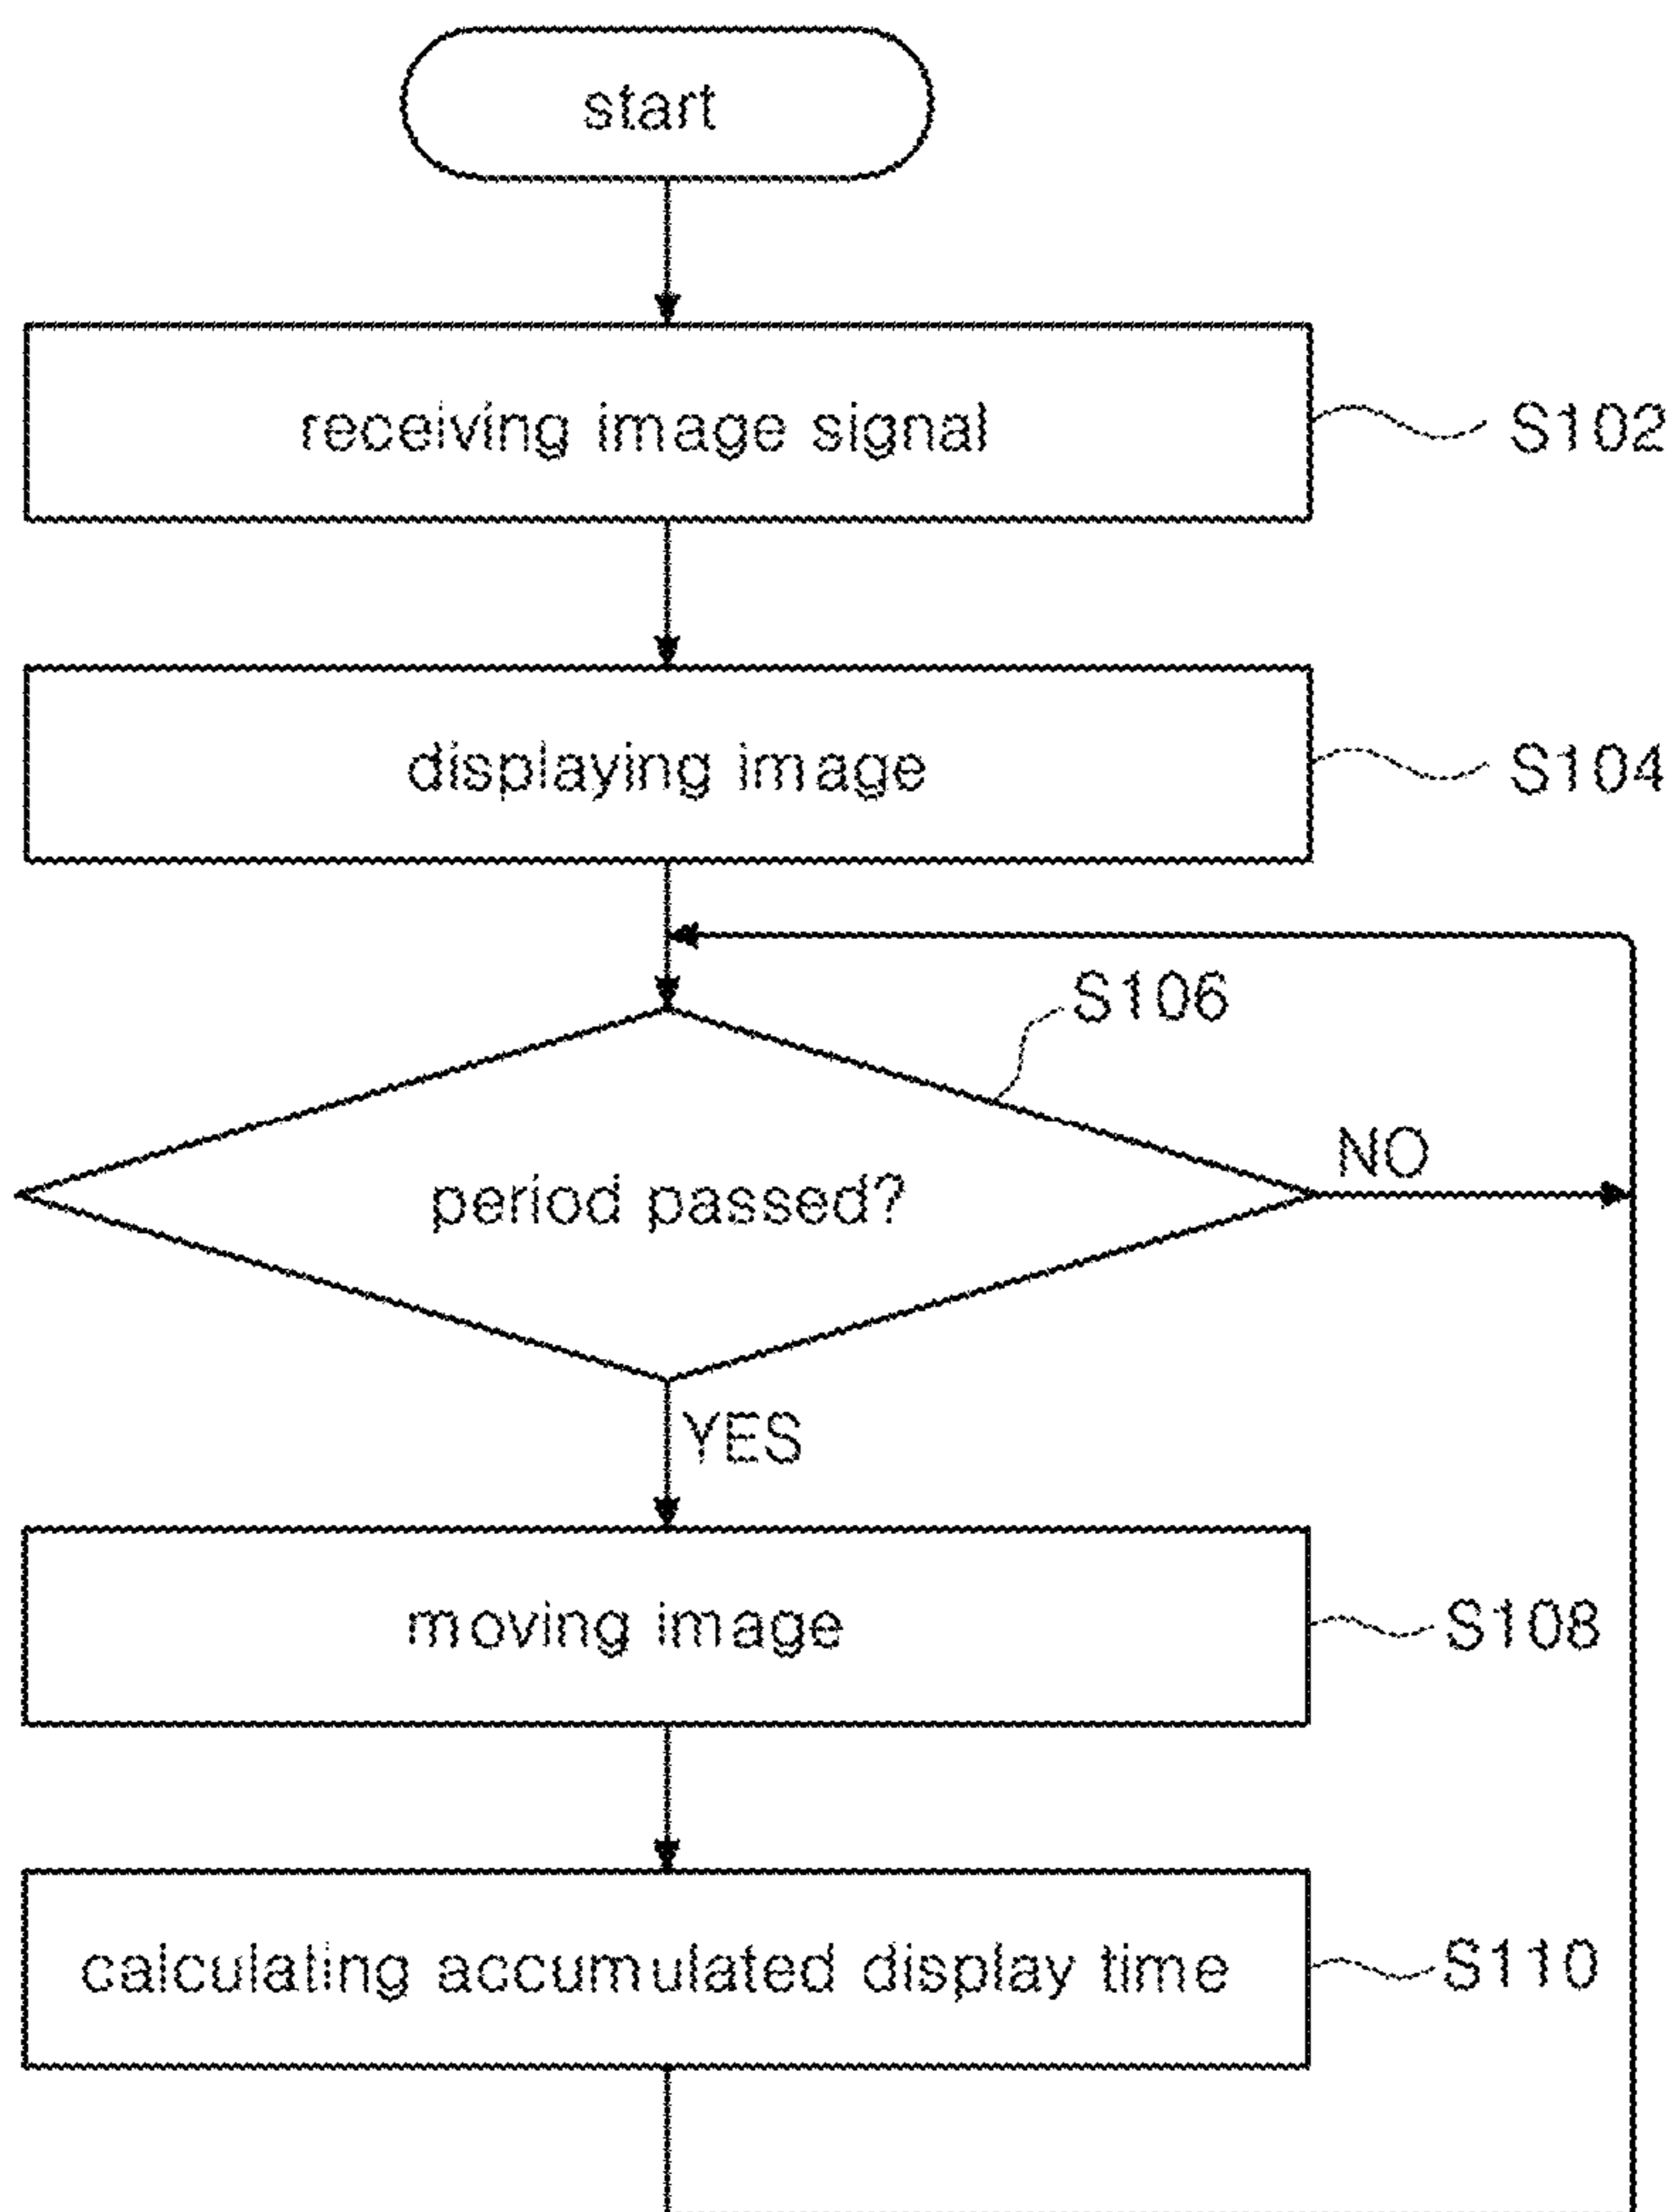 start
receiving image signal
S102
displaying image
S104
S106
period passed?
NO
YES
moving image
S108
calculating accumulated display time
S110